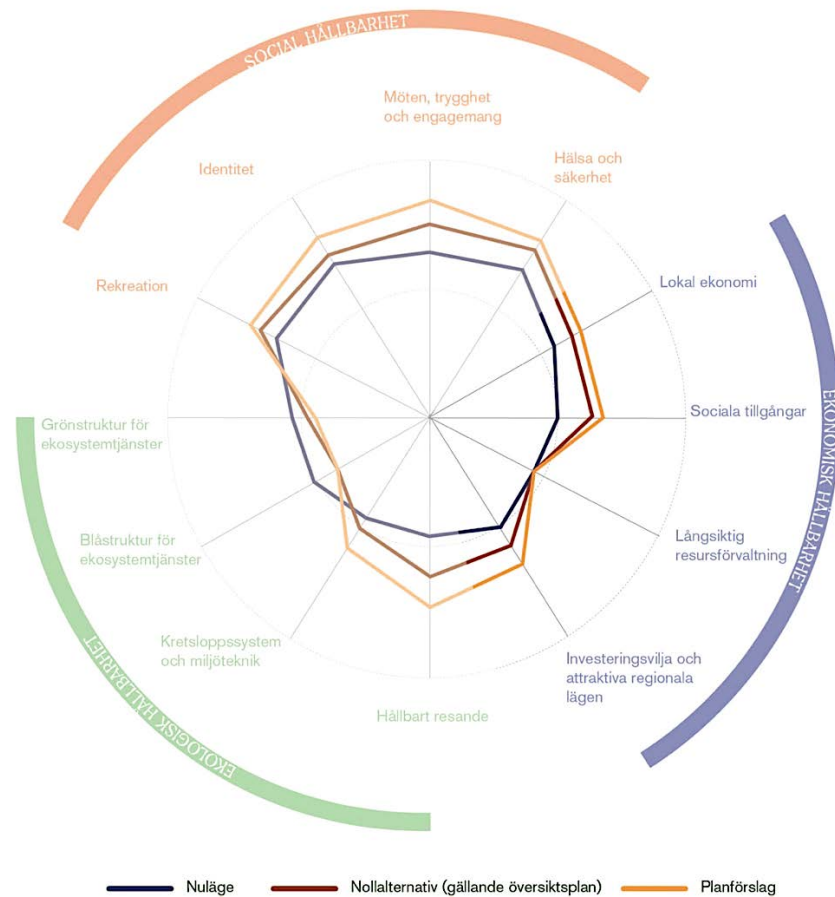 SOCIAL HÅLLBARHET
Möten, trygghet
och engagemang
Hälsa och
säkerhet
Identitet
Lokal ekonomi
Rekreation
EKONOMISK HÅLLBARHET
Sociala tillgångar
Grönstruktur för
ekosystemtjänster
Långsiktig
resursförvaltning
Blåstruktur för
ekosystemtjänster
Kretsloppssystem
och miljöteknik
Investeringsvilja och
attraktiva regionala
lägen
EKOLOGISK HÅLLBARHET
Hållbart resande
Nuläge
Nollalternativ (gällande översiktsplan)
Planförslag